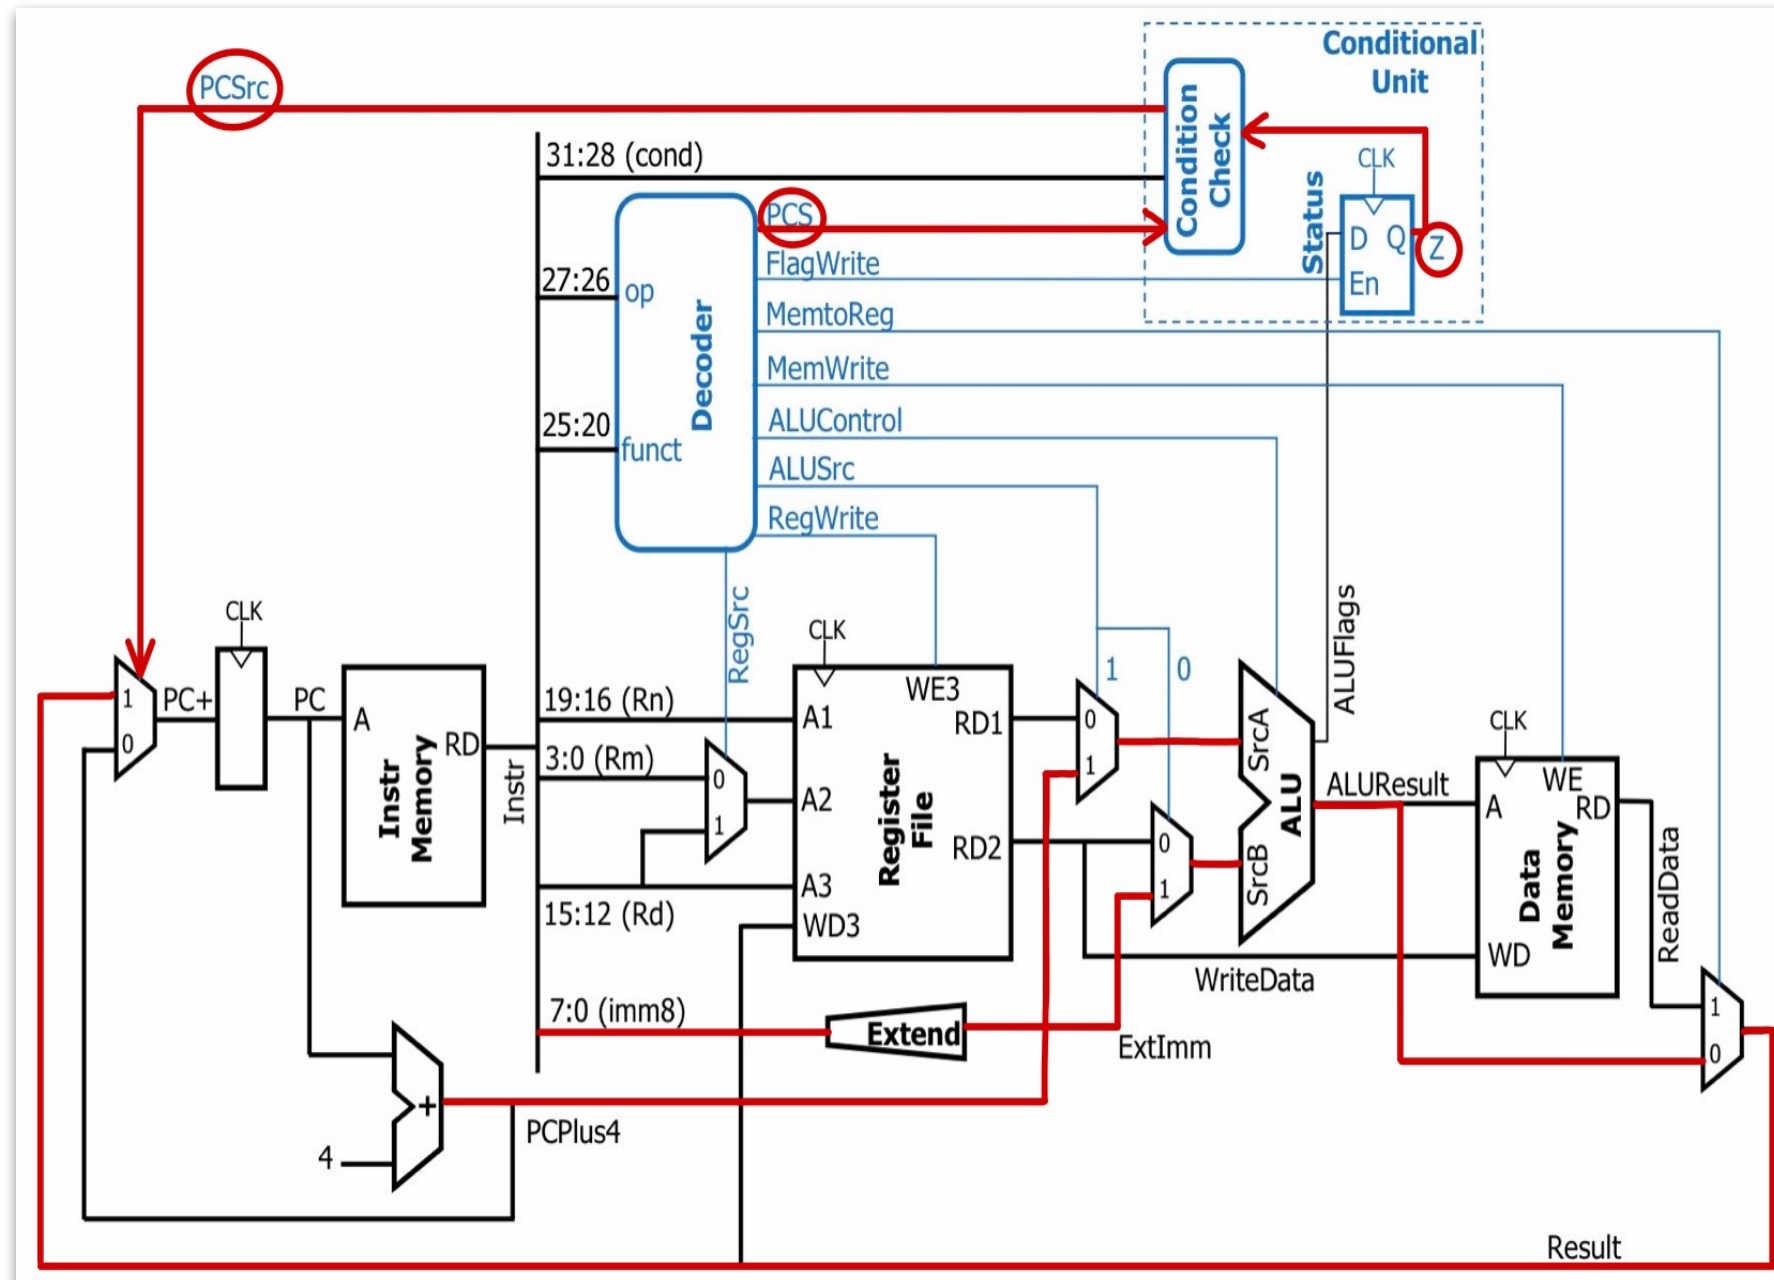 Conditional
Unit
PCSrc
Condition
Check
31:28 (cond)
CLK
Status
D
Q
Z
En
PCS
FlagWrite
27:26
op
MemtoReg
Decoder
MemWrite
25:20
funct
ALUControl
ALUSrc
RegWrite
RegSrc
ALUFlags
CLK
CLK
1
0
1
PC+
0
PC
A
RD
Instr
Memory
Instr
19:16 (Rn)
3:0 (Rm)
0
1
15:12 (Rd)
A1
WE3
RD1
A2
Register
File
RD2
A3
WD3
0
1
0
1
SrcA
ALU
SrcB
ALUResult
CLK
WE
A
RD
Data
Memory
WD
ReadData
WriteData
1
0
7:0 (imm8)
Extend
ExtImm
+
4
PCPlus4
Result